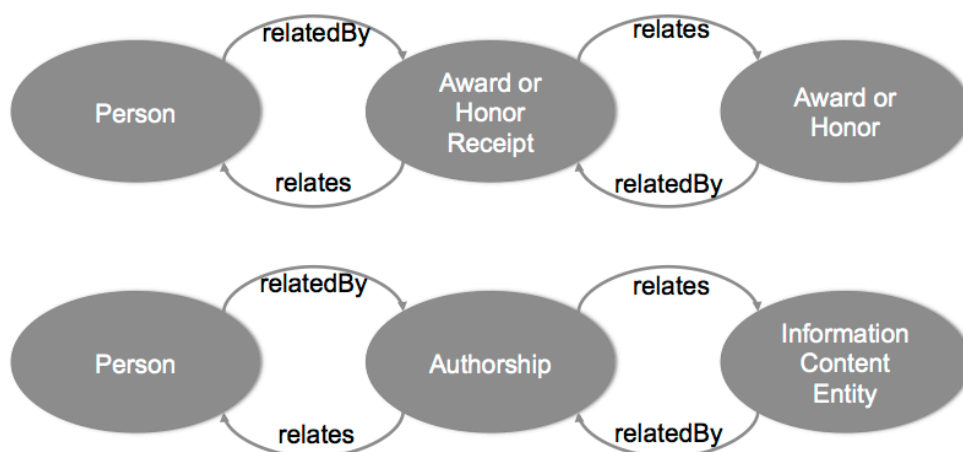 relatedBy
relates
Person
Award or
Honor
Receipt
Award or
Honor
relates
relatedBy
relatedBy
relates
Person
Authorship
Information
Content
Entity
relates
relatedBy